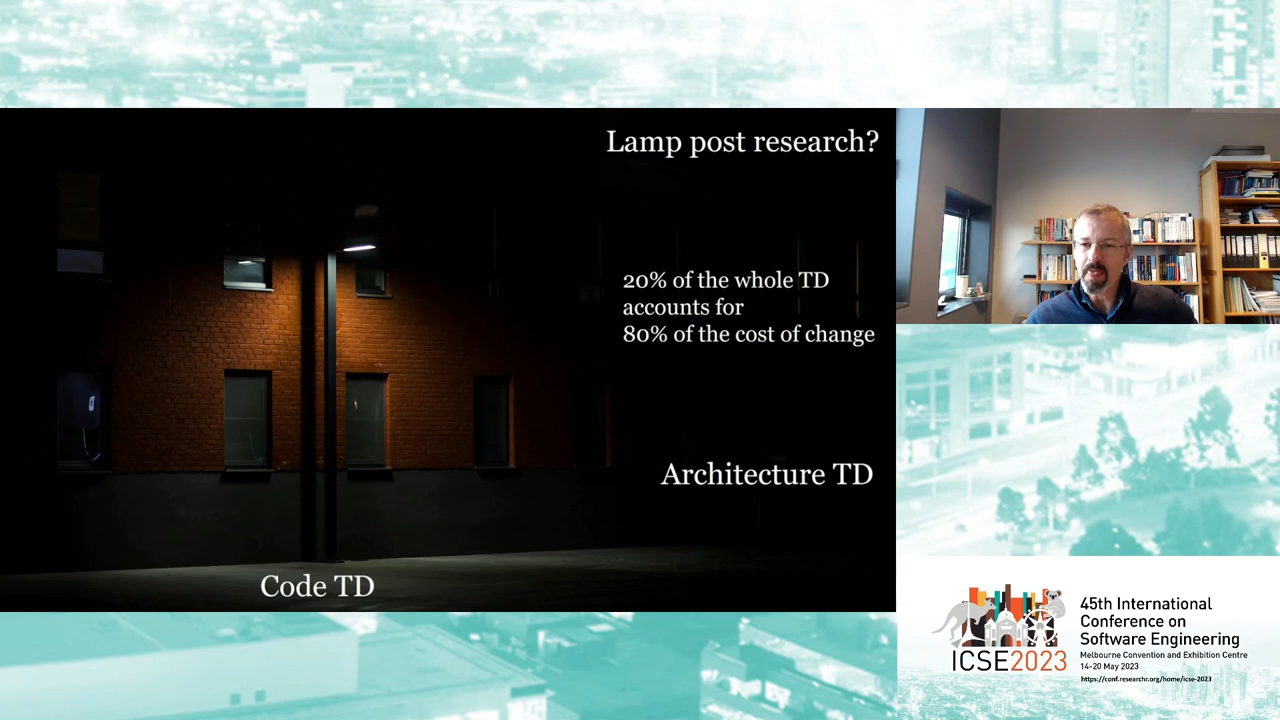 Lamp post research?
20% of the whole TD
accounts for
80% of the cost of change
Architecture TD
Code TD
ICSE2023
45th International
Conference on
Software Engineering
Melbourne Convention and Exhibition Centre
14-20 May 2023
https://conf.researchr.org/home/icse-2023